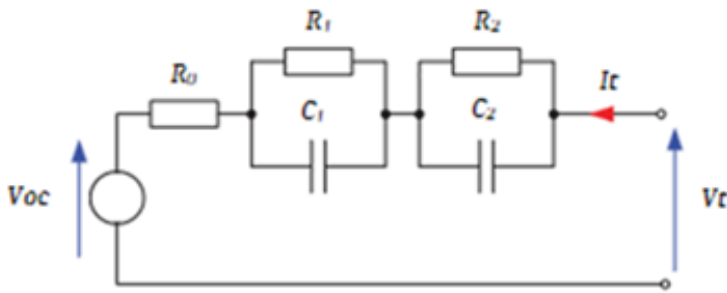 R₁ R₂
R₀ It
C₁ C₂
Voc Vt